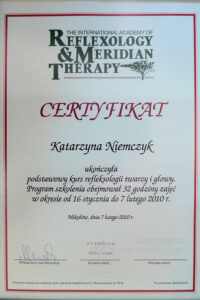 THE INTERNATIONAL ACADEMY OF
REFLEXOLOGY
& MERIDIAN
THERAPY
CERTYFIKAT
Katarzyna Niemczyk
ukończyła
podstawowy kurs refleksologii twarzy i głowy.
Program szkolenia obejmował 32 godziny zajęć
w okresie od 16 stycznia do 7 lutego 2010 r.
Mikołów, dnia 7 lutego 2010 r.